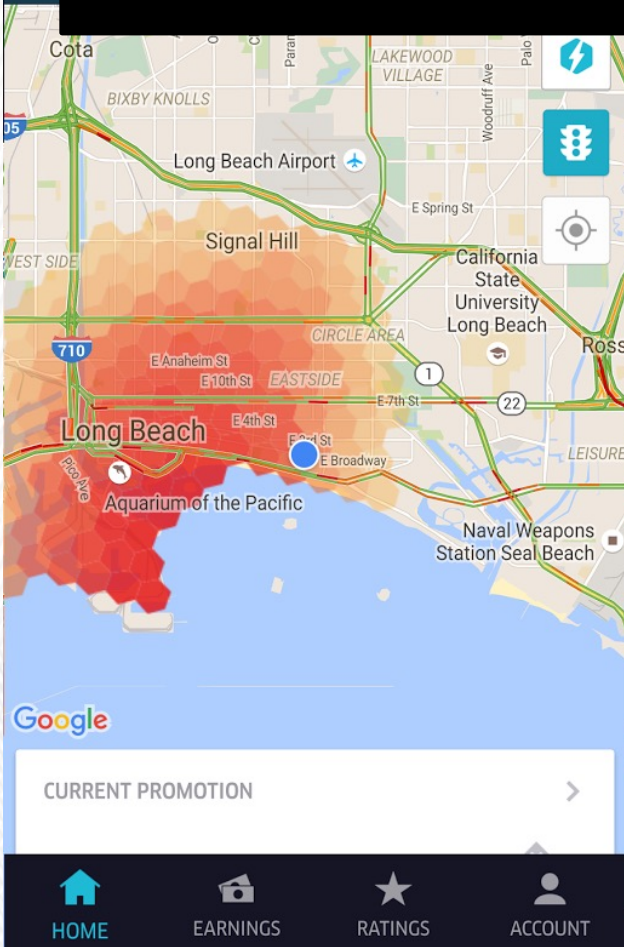 Cota
Paran
LAKEWOOD
VILLAGE
Woodruff Ave
Palo
BIXBY KNOLLS
05
Long Beach Airport
E Spring St
Signal Hill
WEST SIDE
California
State
University
Long Beach
CIRCLE AREA
Ross
710
E Anaheim St
E 10th St
EASTSIDE
1
E 7th St
22
E 4th St
Long Beach
E 3rd St
E Broadway
LEISURE
Pico Ave
Aquarium of the Pacific
Naval Weapons
Station Seal Beach
Google
CURRENT PROMOTION
HOME
EARNINGS
RATINGS
ACCOUNT